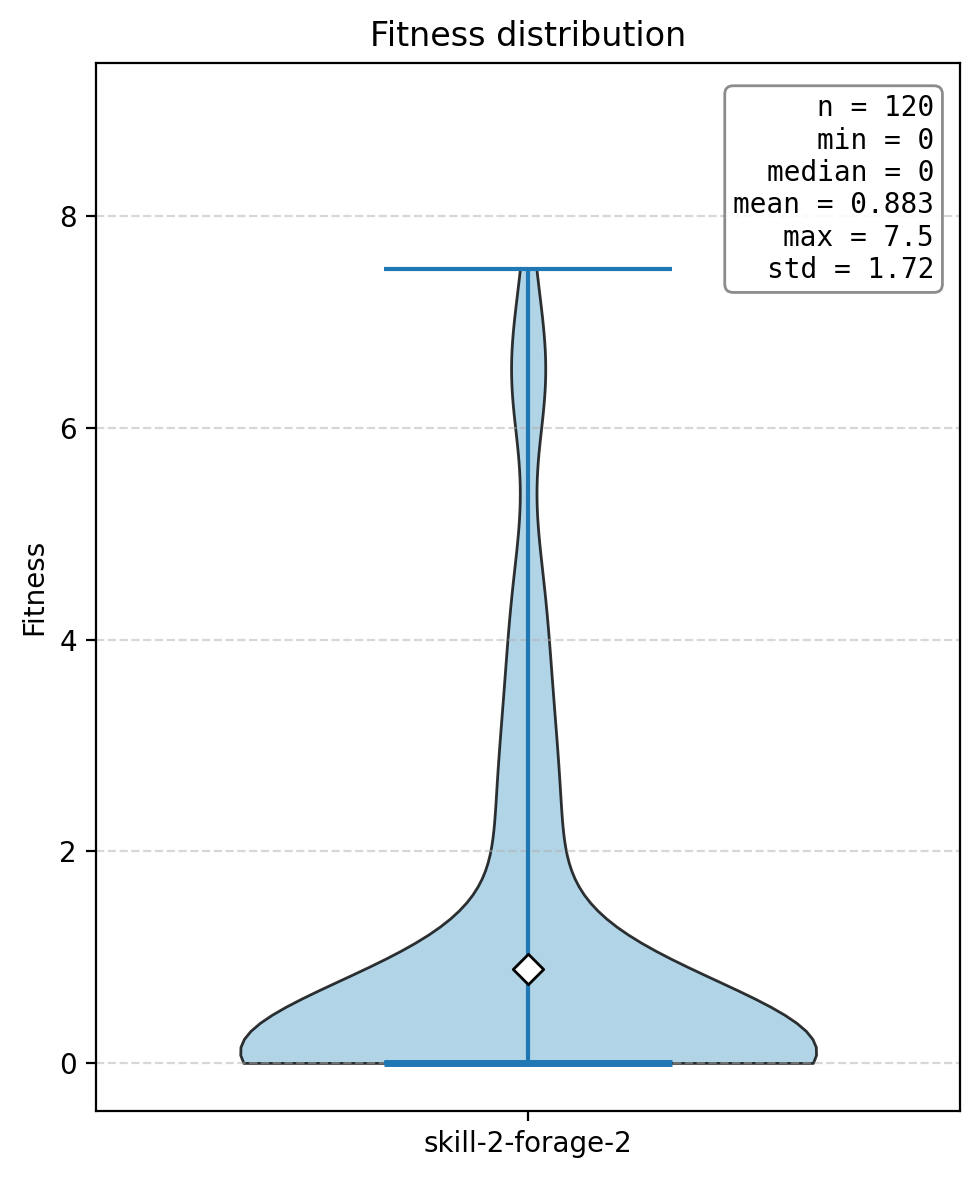 Fitness distribution
n = 120
min = 0
median = 0
mean = 0.883
max = 7.5
std = 1.72
8
6
4
2
0
Fitness
skill-2-forage-2